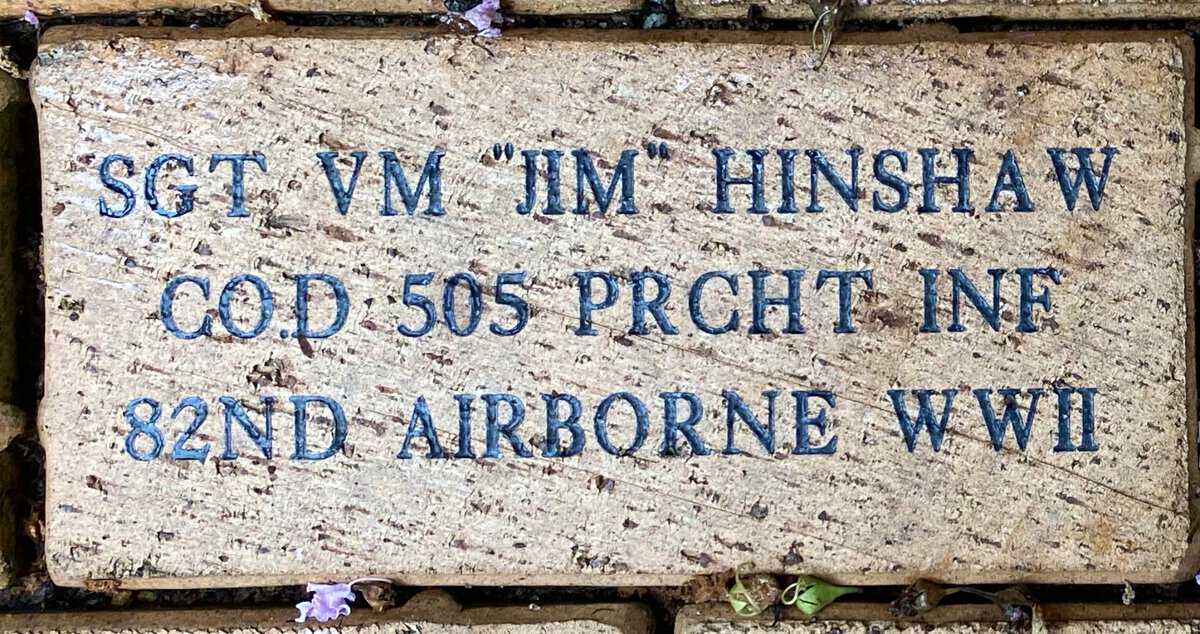 SGT VM "JIM" HINSHAW
CO.D 505 PRCHT INF
82ND AIRBORNE WWII